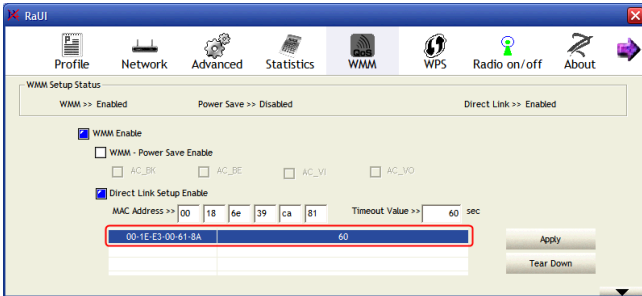 RaUI
Profile Network Advanced Statistics QoS WMM WPS Radio on/off About
WMM Setup Status
WMM >> Enabled Power Save >> Disabled Direct Link >> Enabled
WMM Enable
WMM - Power Save Enable
AC_BK AC_BE AC_VI AC_VO
Direct Link Setup Enable
MAC Address >> 00 18 6e 39 ca 81 Timeout Value >> 60 sec
00-1E-E3-00-61-8A 60
Apply
Tear Down